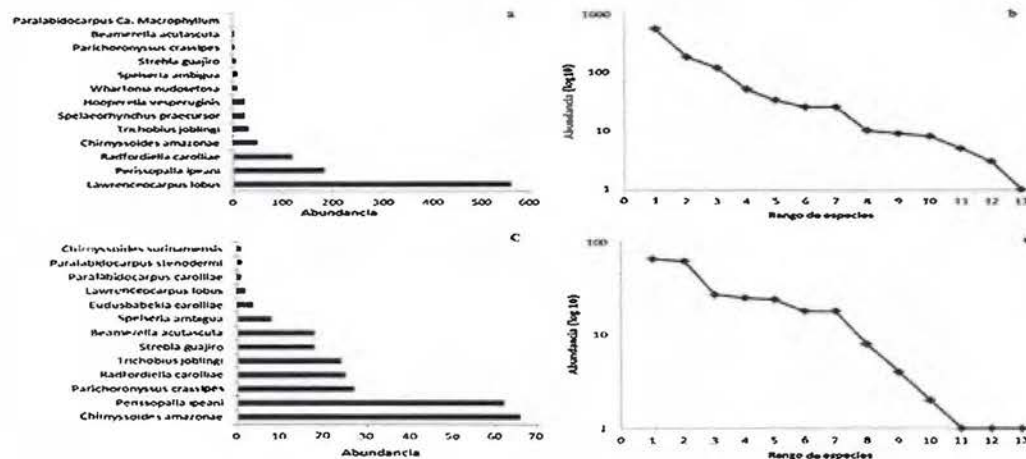 a
Paralabidocarpus Ca. Macrophyllum
Beamerella acutascuta
Parichoronyssus crassipes
Strebla guajiro
Speiseria ambigua
Whartonia nudosetosa
Hooperella vesperuginis
Spelaeorhynchus praecursor
Trichobius joblingi
Chirnyssoides amazonae
Radfordiella carolliae
Perissopalla ipeani
Lawrenceocarpus lobus
0 100 200 300 400 500 600
Abundancia
b
1000
100
10
1
Abundancia (log10)
0 1 2 3 4 5 6 7 8 9 10 11 12 13
Rango de especies
C
Chirnyssoides surinamensis
Paralabidocarpus stenodermi
Paralabidocarpus carolliae
Lawrenceocarpus lobus
Eudusbabekia carolliae
Speiseria ambigua
Beamerella acutascuta
Strebla guajiro
Trichobius joblingi
Radfordiella carolliae
Parichoronyssus crassipes
Perissopalla ipeani
Chirnyssoides amazonae
0 10 20 30 40 50 60 70
Abundancia
100
10
1
Abundancia (log 10)
0 1 2 3 4 5 6 7 8 9 10 11 12 13
Rango de especies